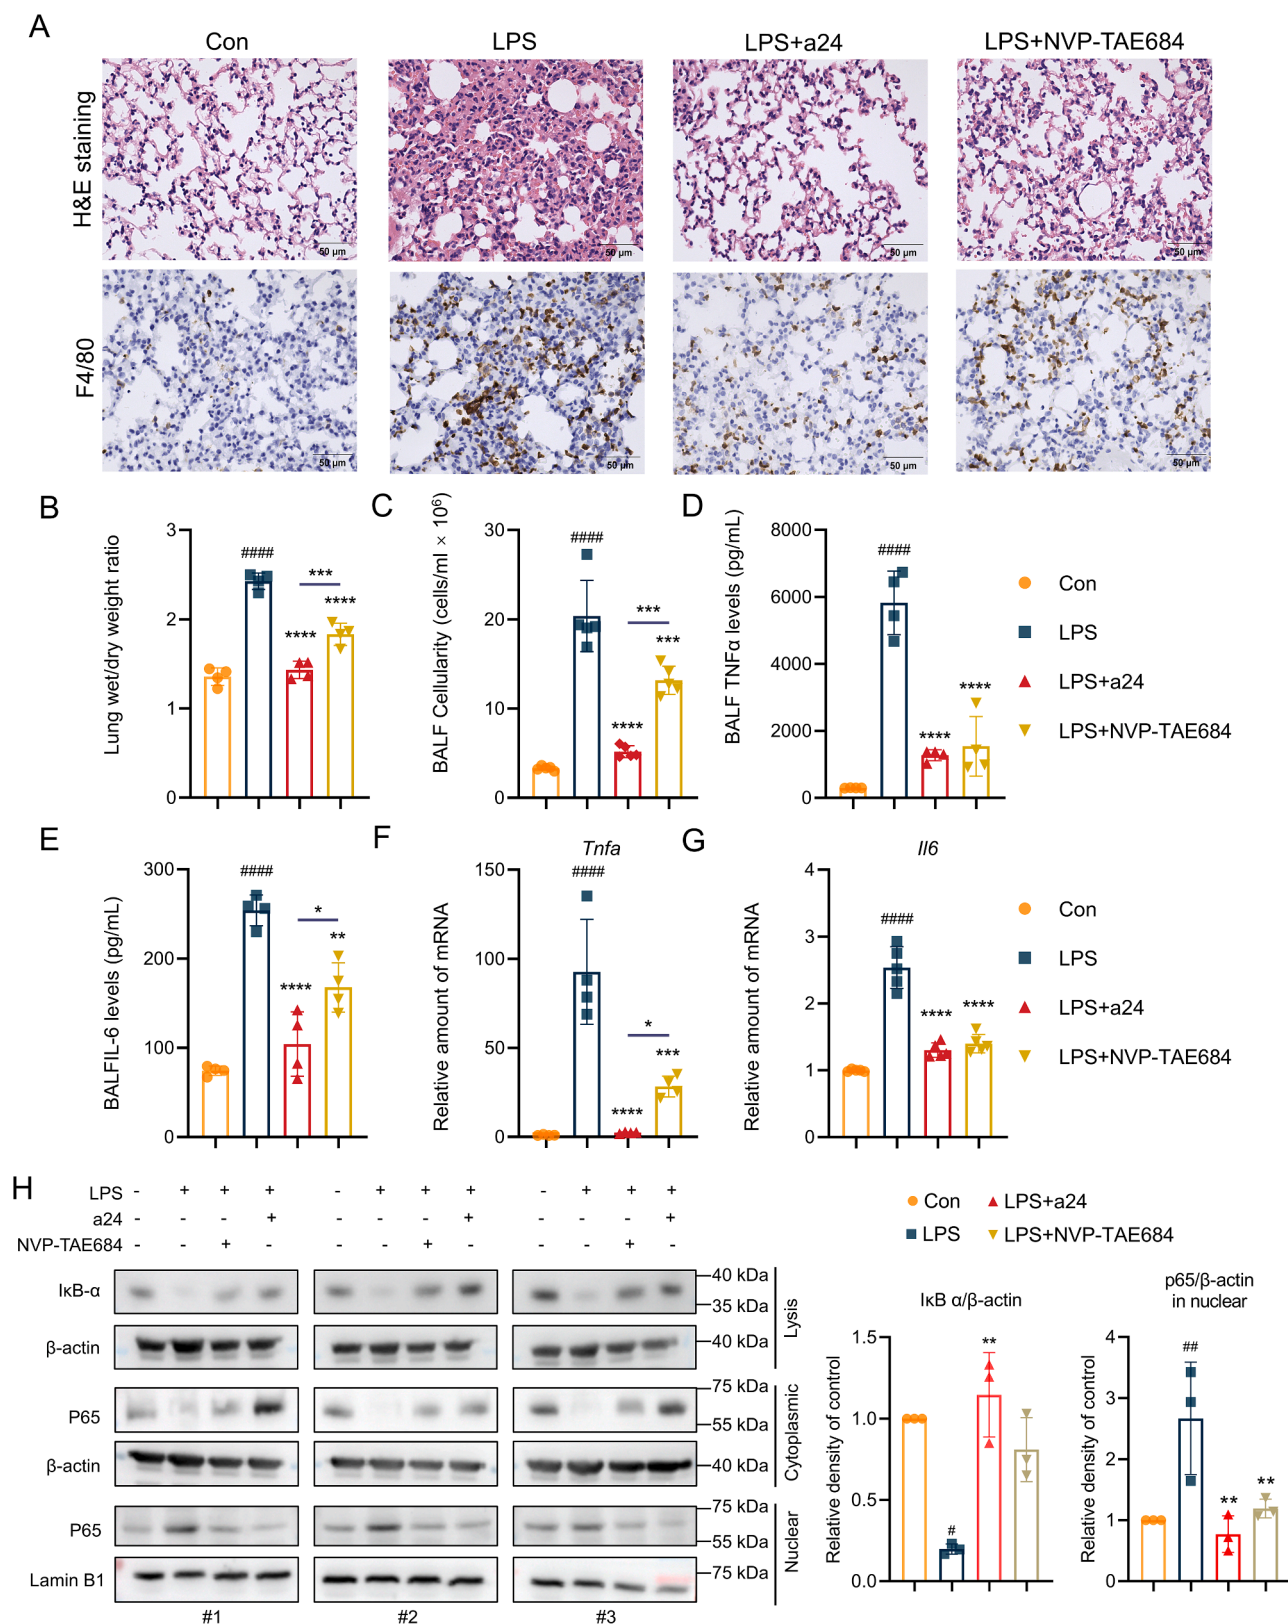 A
Con
LPS
LPS+a24
LPS+NVP-TAE684
H&E staining
50 µm
50 µm
50 µm
50 µm
F4/80
50 µm
50 µm
50 µm
50 µm
B
Lung wet/dry weight ratio
3
2
1
0
####
****
***
****
C
BALF Cellularity (cells/ml × 10⁶)
30
20
10
0
####
****
***
***
D
BALF TNFα levels (pg/mL)
8000
6000
4000
2000
0
####
****
****
Con
LPS
LPS+a24
LPS+NVP-TAE684
E
BALFIL-6 levels (pg/mL)
300
200
100
0
####
****
*
**
F
Tnfa
Relative amount of mRNA
150
100
50
0
####
****
*
***
G
Il6
Relative amount of mRNA
4
3
2
1
0
####
****
****
Con
LPS
LPS+a24
LPS+NVP-TAE684
H
LPS - + + + - + + + - + + +
a24 - - - + - - - + - - - +
NVP-TAE684 - - + - - - + - - - + -
IκB-α
40 kDa
35 kDa
β-actin
40 kDa
Lysis
P65
75 kDa
55 kDa
β-actin
40 kDa
Cytoplasmic
P65
75 kDa
55 kDa
Lamin B1
75 kDa
Nuclear
#1
#2
#3
Con
LPS+a24
LPS
LPS+NVP-TAE684
IκB α/β-actin
Relative density of control
1.5
1.0
0.5
0.0
#
**
p65/β-actin
in nuclear
Relative density of control
4
3
2
1
0
##
**
**